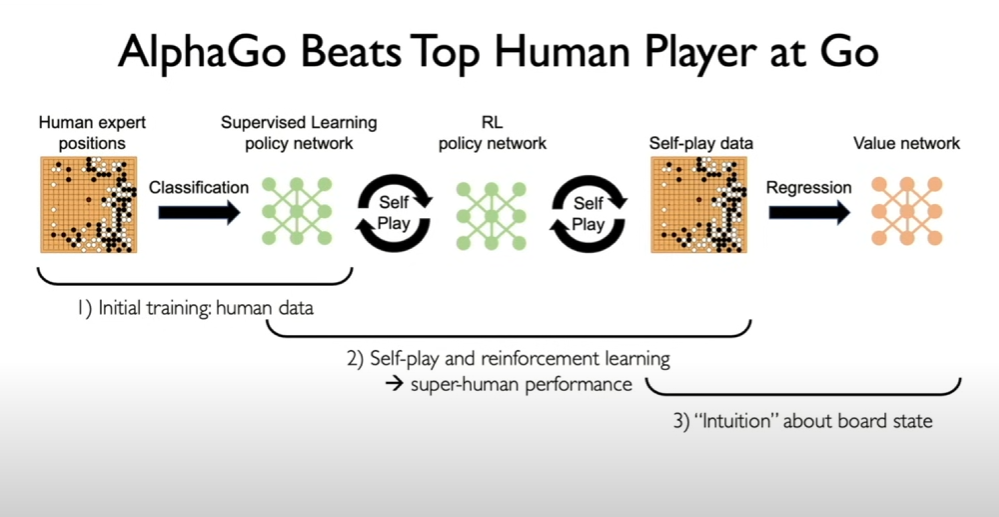 AlphaGo Beats Top Human Player at Go
Human expert
positions
Supervised Learning
policy network
RL
policy network
Self-play data
Value network
Classification
Self
Play
Self
Play
Regression
1) Initial training: human data
2) Self-play and reinforcement learning
→ super-human performance
3) “Intuition” about board state